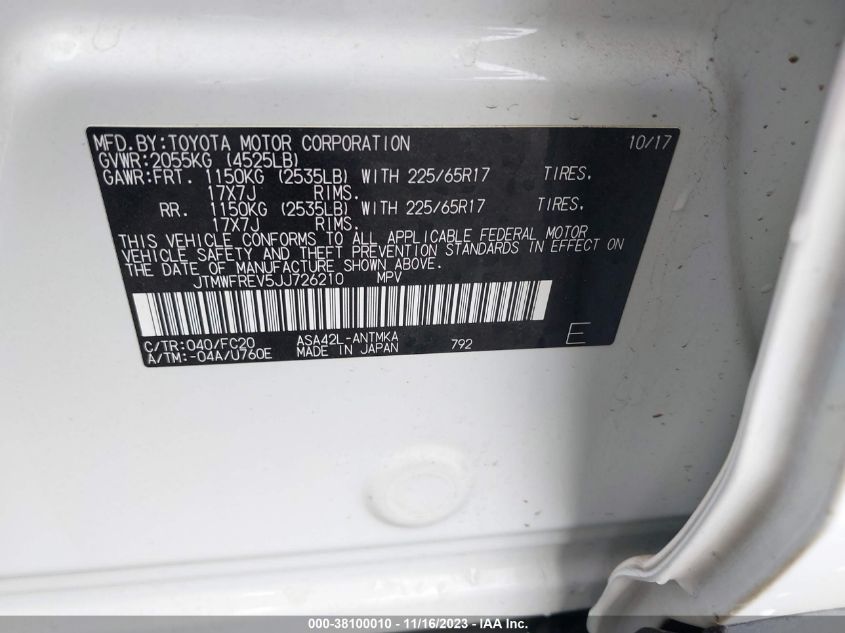 MFD.BY:TOYOTA MOTOR CORPORATION 10/17
GVWR:2055KG (4525LB)
GAWR:FRT. 1150KG (2535LB) WITH 225/65R17 TIRES,
17X7J RIMS.
RR. 1150KG (2535LB) WITH 225/65R17 TIRES,
17X7J RIMS.
THIS VEHICLE CONFORMS TO ALL APPLICABLE FEDERAL MOTOR
VEHICLE SAFETY AND THEFT PREVENTION STANDARDS IN EFFECT ON
THE DATE OF MANUFACTURE SHOWN ABOVE.
JTMWFREV5JJ726210 MPV
C/TR:040/FC20 ASA42L-ANTMKA
A/TM:-04A/U760E MADE IN JAPAN 792 E
000-38100010 - 11/16/2023 - IAA Inc.